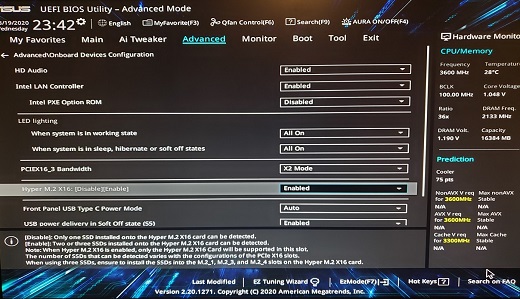 ASUS UEFI BIOS Utility – Advanced Mode
/19/2020
ednesday 23:42 English MyFavorite(F3) Qfan Control(F6) Search(F9) AURA ON/OFF(F4)
My Favorites Main Ai Tweaker Advanced Monitor Boot Tool Exit
Hardware Monito
← Advanced\Onboard Devices Configuration
HD Audio Enabled
Intel LAN Controller Enabled
Intel PXE Option ROM Disabled
LED lighting
When system is in working state All On
When system is in sleep, hibernate or soft off states All On
PCIEX16_3 Bandwidth X2 Mode
Hyper M.2 X16: [Disable][Enable] Enabled
Front Panel USB Type C Power Mode Auto
USB power delivery in Soft Off state (S5) Enabled
[Disable]: Only one SSD installed onto the Hyper M.2 X16 card can be detected.
[Enable]: Two or three SSDs installed onto the Hyper M.2 X16 card can be detected.
Note: When Hyper M.2 X16 is enabled, only the Hyper M.2 X16 Card will be supported in this slot.
The number of SSDs that can be detected varies with the configurations of the PCIe X16 slots.
When using three SSDs, ensure to install the SSDs into the M.2_1, M.2_3, and M.2_4 slots on the Hyper M.2 X16 card.
CPU/Memory
Frequency Temperatu
3600 MHz 28°C
BCLK Core Voltage
100.00 MHz 1.048 V
Ratio DRAM Freq.
36x 2133 MHz
DRAM Volt. Capacity
1.190 V 16384 MB
Prediction
Cooler
75 pts
NonAVX V req Max nonAVX
for 3600MHz Stable
N/A N/A
AVX V req Max AVX
for 3600MHz Stable
N/A N/A
Cache V req Max Cache
for 3300MHz Stable
N/A N/A
Last Modified EZ Tuning Wizard EzMode(F7) Hot Keys ? Search on FAQ
Version 2.20.1271. Copyright (C) 2020 American Megatrends, Inc.